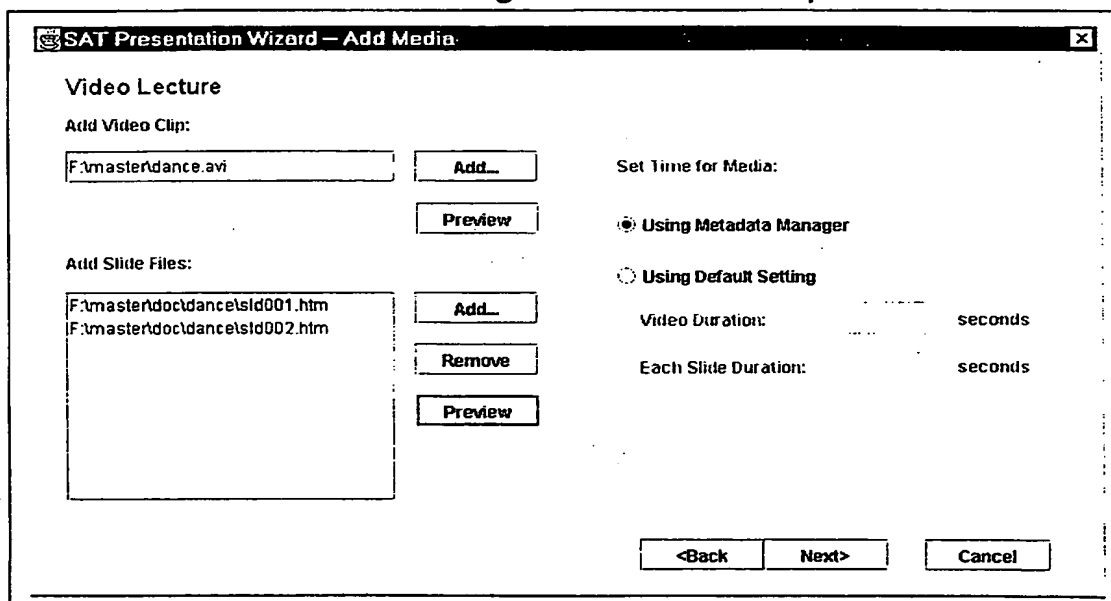 SAT Presentation Wizard – Add Media
Video Lecture
Add Video Clip:
F:\master\dance.avi
Add...
Preview
Add Slide Files:
F:\master\doc\dance\sld001.htm
F:\master\doc\dance\sld002.htm
Add...
Remove
Preview
Set Time for Media:
Using Metadata Manager
Using Default Setting
Video Duration: seconds
Each Slide Duration: seconds
<Back
Next>
Cancel